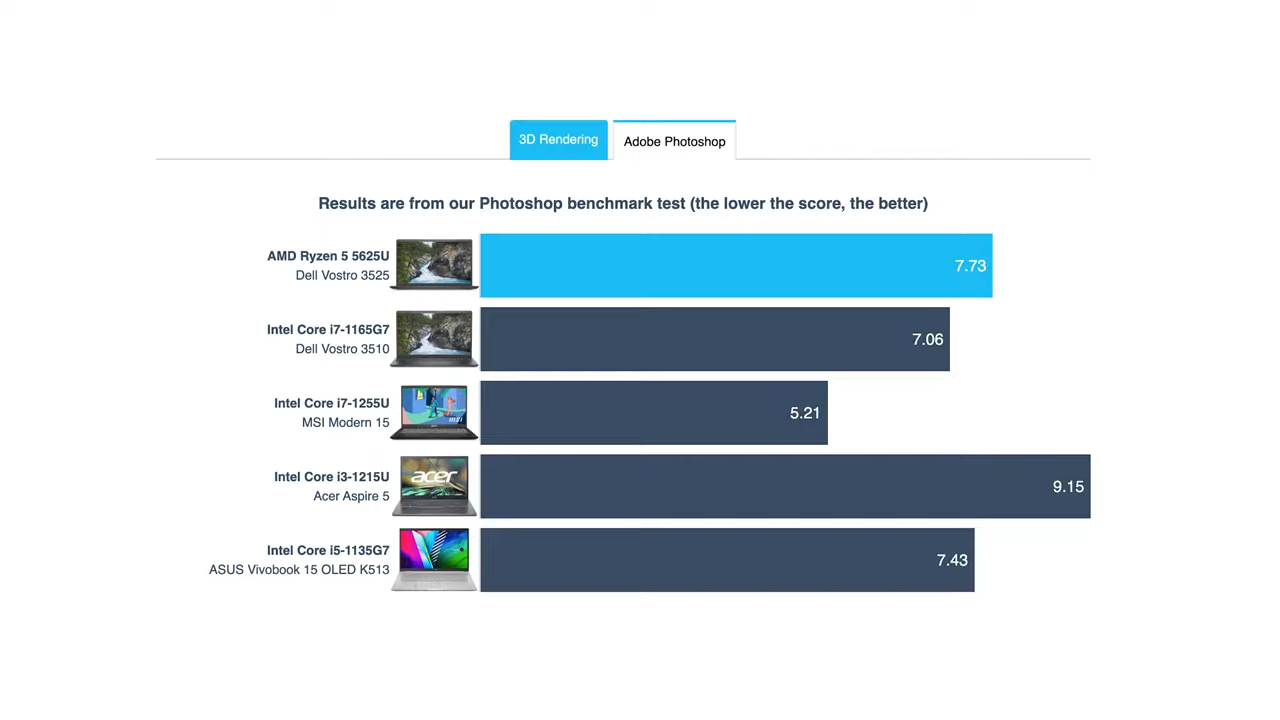 3D Rendering
Adobe Photoshop
Results are from our Photoshop benchmark test (the lower the score, the better)
AMD Ryzen 5 5625U
Dell Vostro 3525
7.73
Intel Core i7-1165G7
Dell Vostro 3510
7.06
Intel Core i7-1255U
MSI Modern 15
msi
5.21
Intel Core i3-1215U
Acer Aspire 5
acer
9.15
Intel Core i5-1135G7
ASUS Vivobook 15 OLED K513
7.43